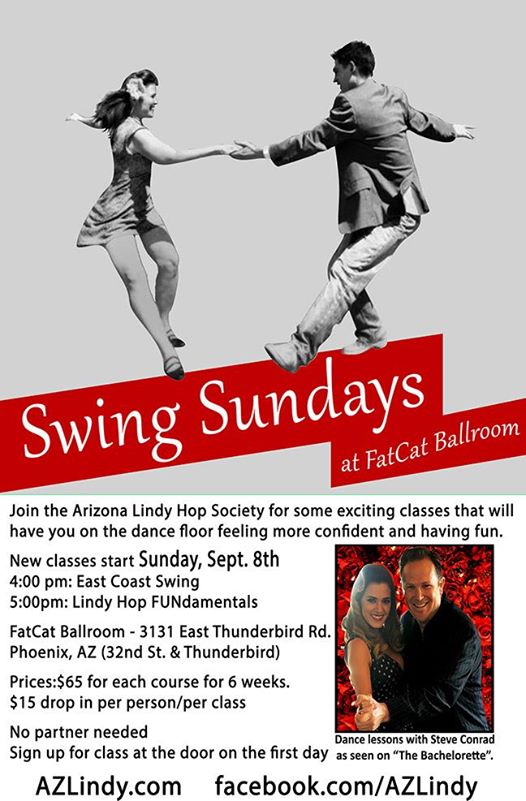 Swing Sundays
at FatCat Ballroom
Join the Arizona Lindy Hop Society for some exciting classes that will
have you on the dance floor feeling more confident and having fun.
New classes start Sunday, Sept. 8th
4:00 pm: East Coast Swing
5:00pm: Lindy Hop FUNdamentals
FatCat Ballroom - 3131 East Thunderbird Rd.
Phoenix, AZ (32nd St. & Thunderbird)
Prices:$65 for each course for 6 weeks.
$15 drop in per person/per class
No partner needed
Sign up for class at the door on the first day
Dance lessons with Steve Conrad
as seen on "The Bachelorette".
AZLindy.com facebook.com/AZLindy